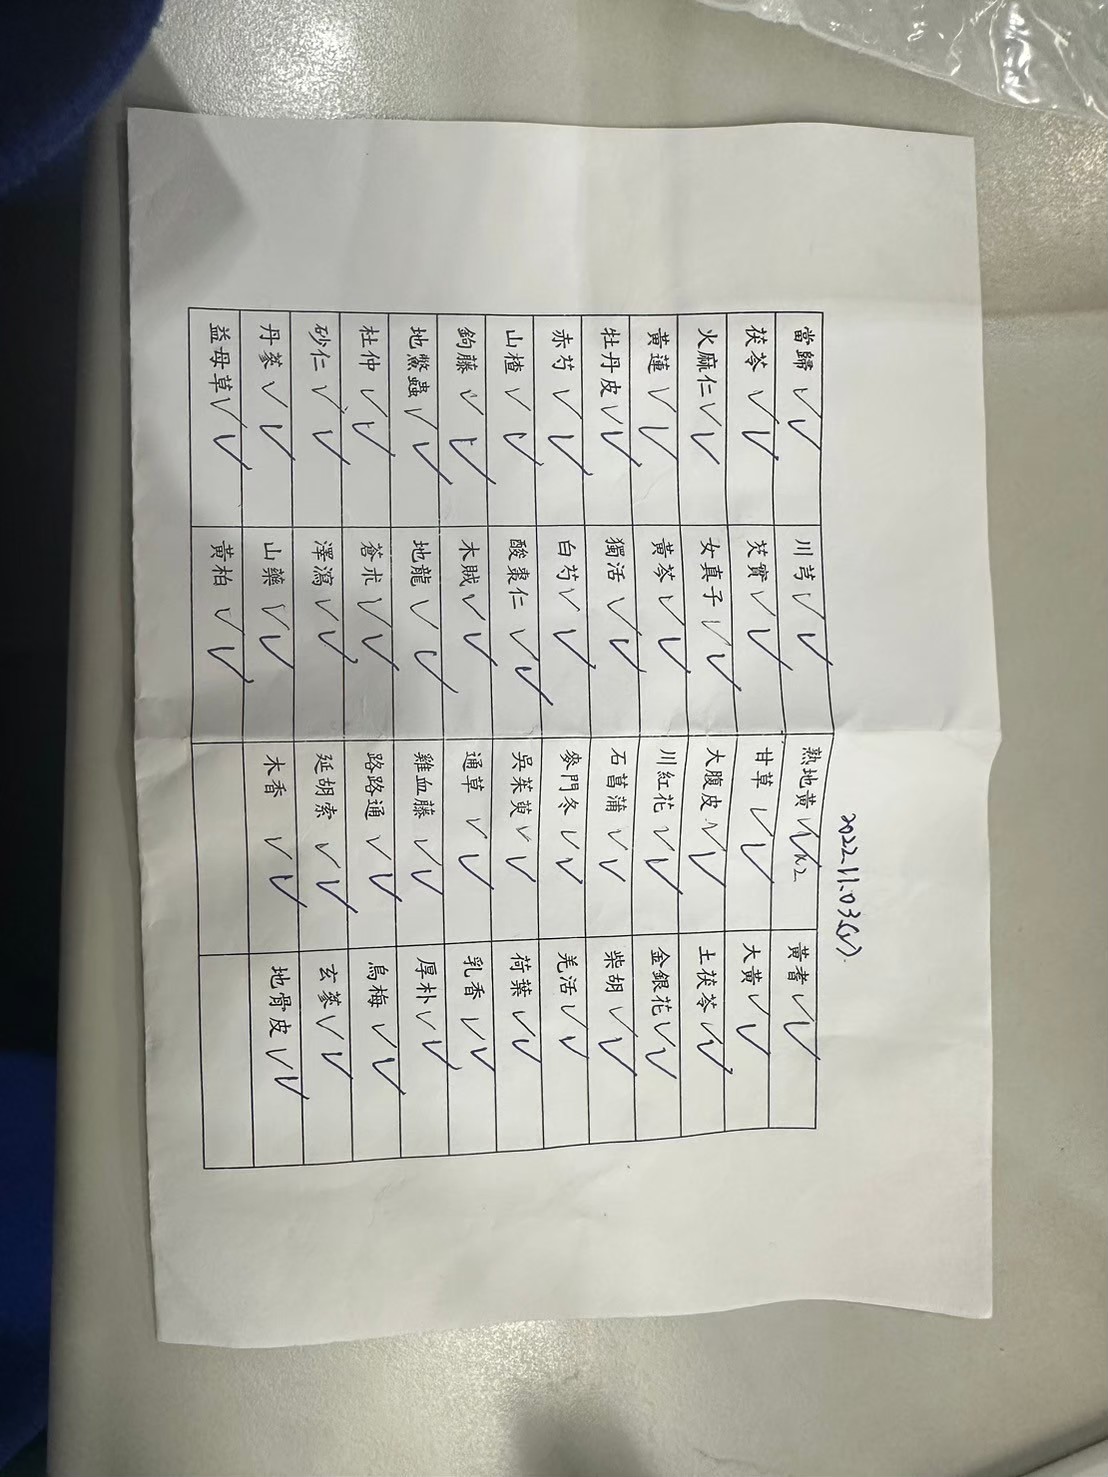 2022.11.03(√).
當歸 √√ 川芎 √√ 熟地黃 √√x2 黃耆 √√
茯苓 √√ 芡實 √√ 甘草 √√ 大黃 √√
火麻仁 √√ 女真子 √√ 大腹皮 √√ 土茯苓 √√
黃連 √√ 黃芩 √√ 川紅花 √√ 金銀花 √√
牡丹皮 √√ 獨活 √√ 石菖蒲 √√ 柴胡 √√
赤芍 √√ 白芍 √√ 麥門冬 √√ 羌活 √√
山楂 √√ 酸棗仁 √√ 吳茱萸 √√ 荷葉 √√
鉤藤 √√ 木賊 √√ 通草 √√ 乳香 √√
地鱉蟲 √√ 地龍 √√ 雞血藤 √√ 厚朴 √√
杜仲 √√ 蒼朮 √√ 路路通 √√ 烏梅 √√
砂仁 √√ 澤瀉 √√ 延胡索 √√ 玄蔘 √√
丹蔘 √√ 山藥 √√ 木香 √√ 地骨皮 √√
益母草 √√ 黃柏 √√